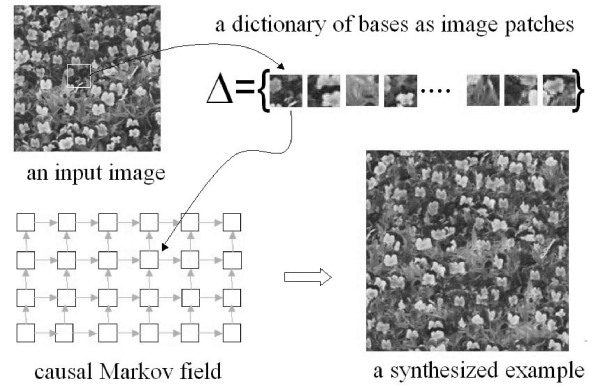 a dictionary of bases as image patches
Δ={ .... }
an input image
causal Markov field
a synthesized example